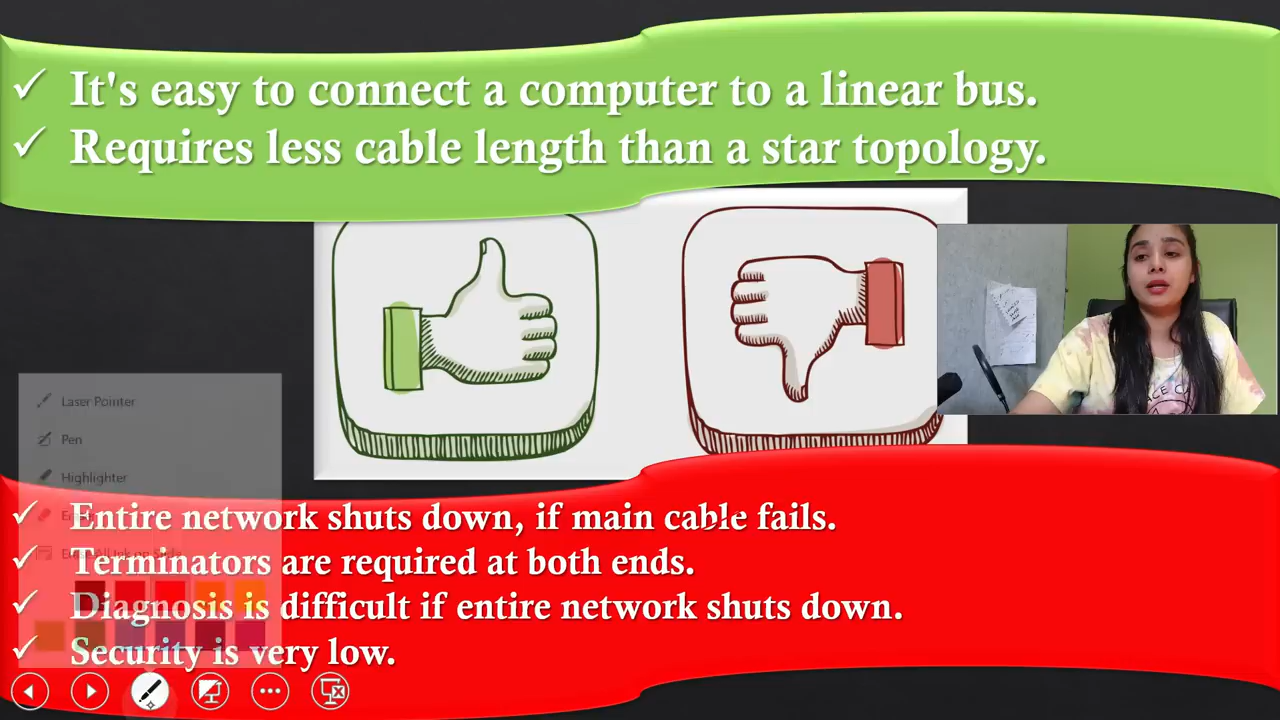 It's easy to connect a computer to a linear bus.
Requires less cable length than a star topology.
Laser Pointer
Pen
Highlighter
Entire network shuts down, if main cable fails.
Terminators are required at both ends.
Diagnosis is difficult if entire network shuts down.
Security is very low.